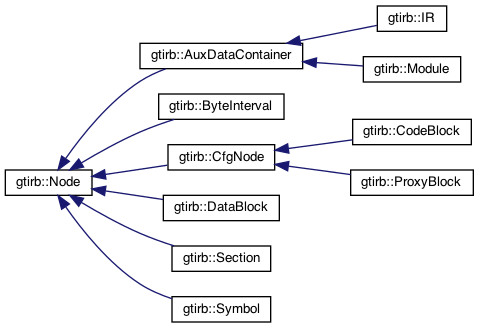 gtirb::IR
gtirb::AuxDataContainer
gtirb::Module
gtirb::ByteInterval
gtirb::CodeBlock
gtirb::CfgNode
gtirb::Node
gtirb::ProxyBlock
gtirb::DataBlock
gtirb::Section
gtirb::Symbol